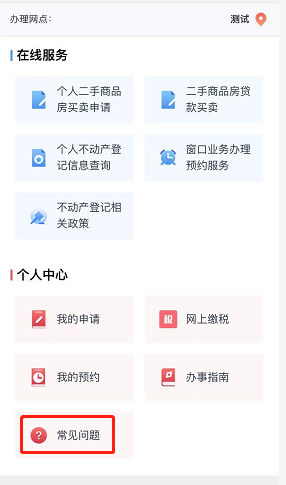 办理网点: 测试
在线服务
个人二手商品 二手商品房贷
房买卖申请 款买卖
个人不动产登 窗口业务办理
记信息查询 预约服务
不动产登记相
关政策
个人中心
我的申请 网上缴税
税
我的预约 办事指南
? 常见问题